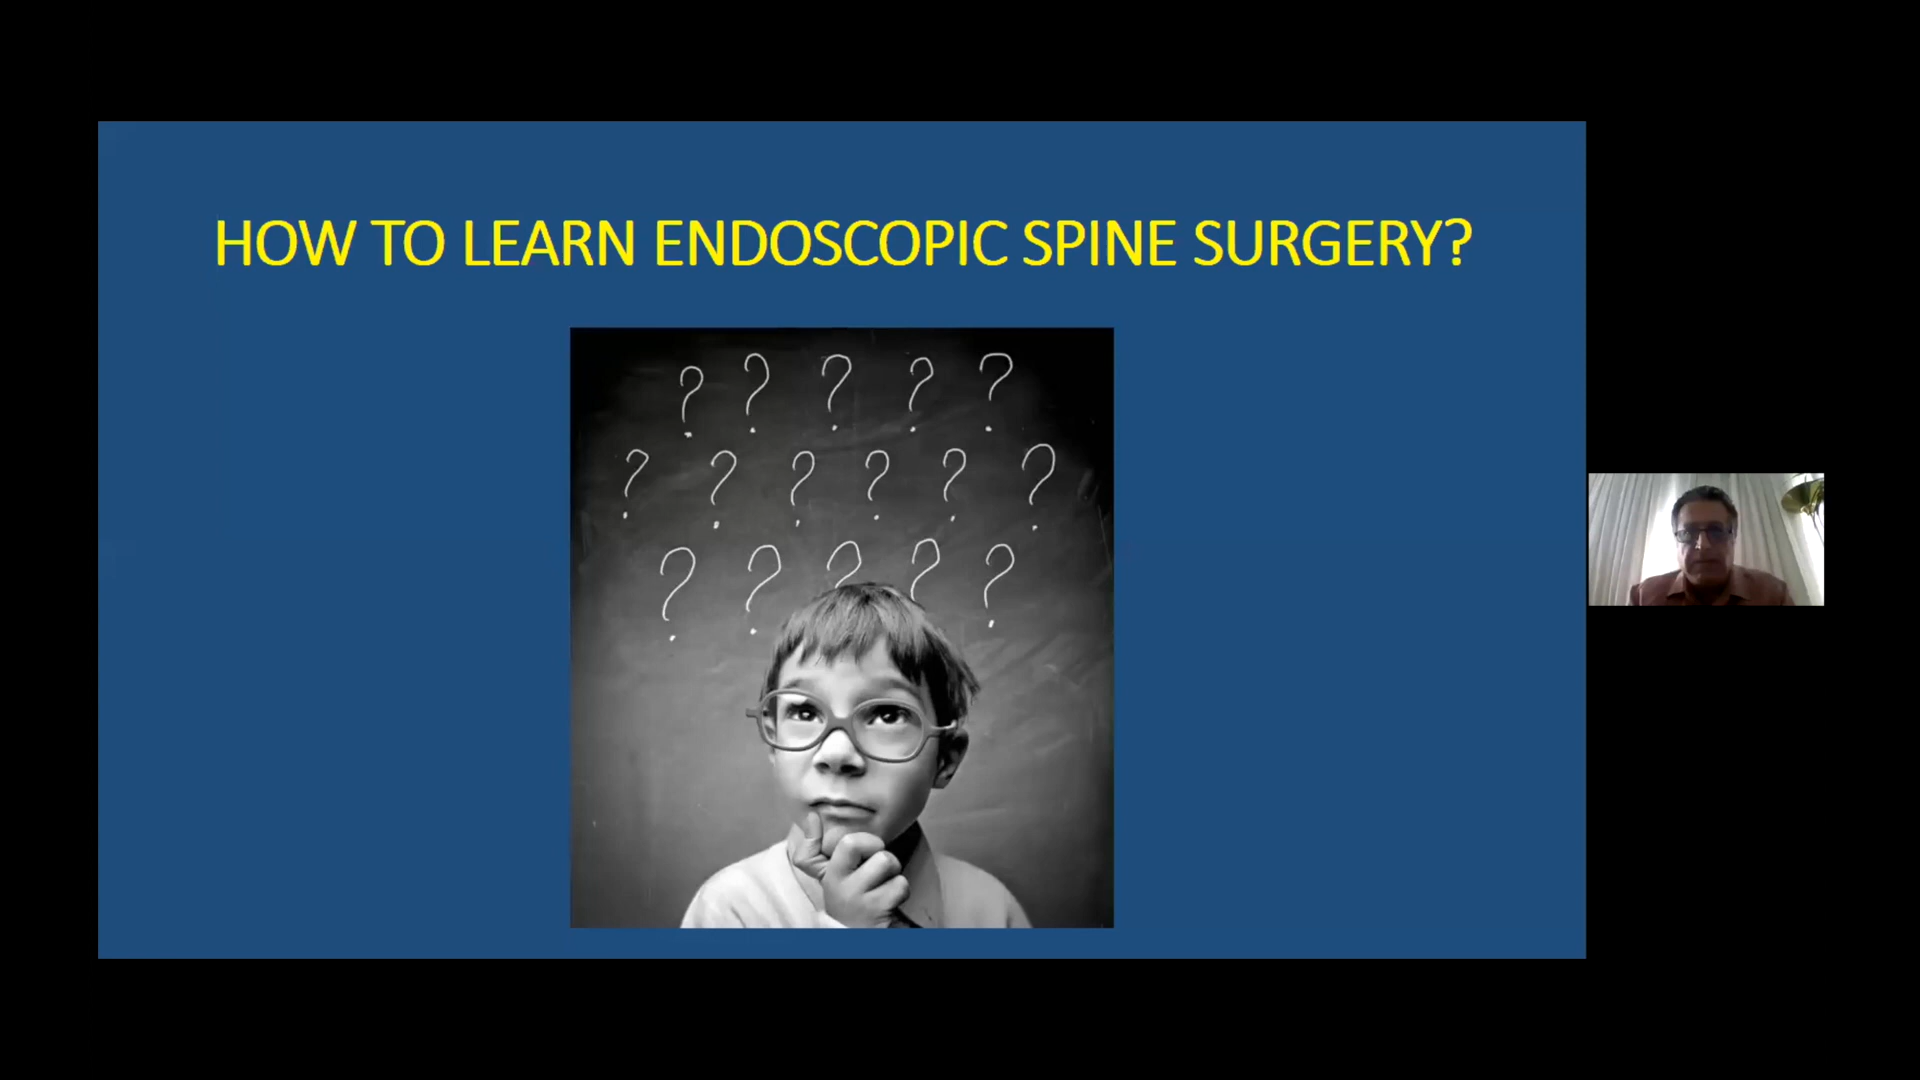 HOW TO LEARN ENDOSCOPIC SPINE SURGERY?
? ? ? ? ?
? ? ? ? ? ?
? ? ? ? ?